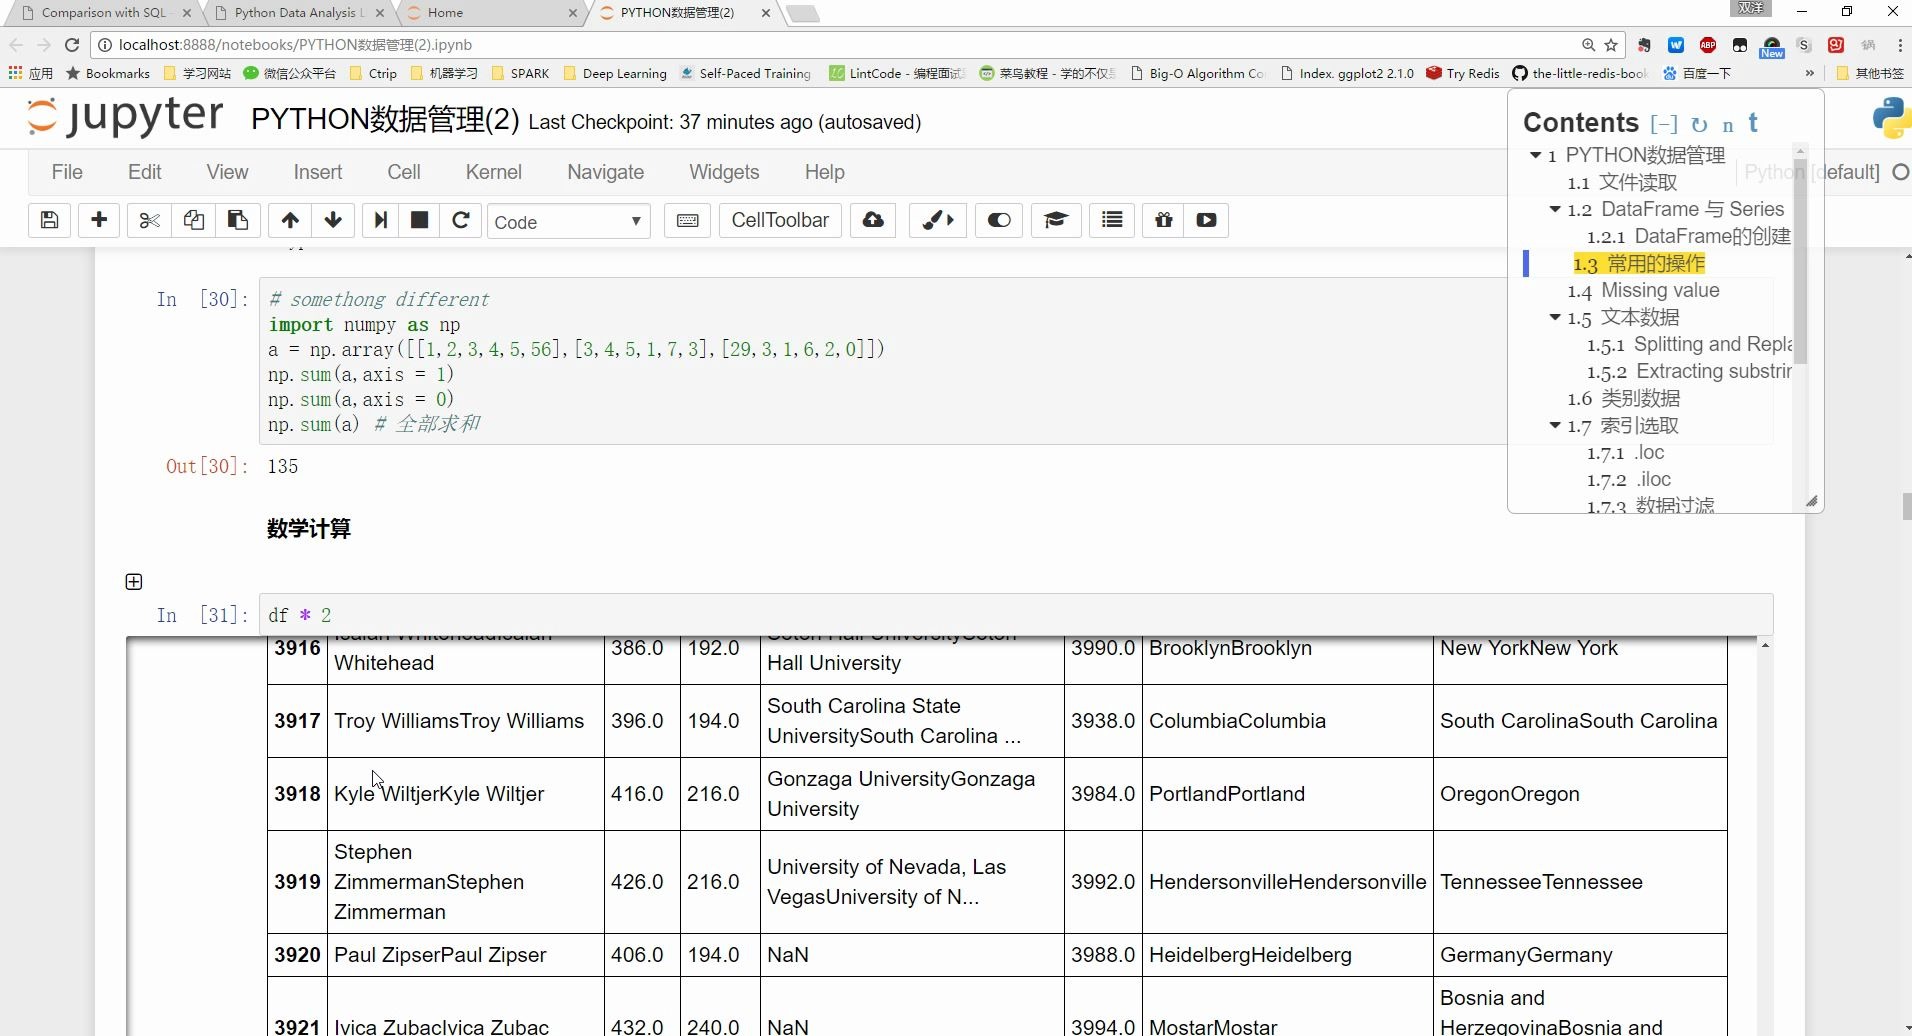 Comparison with SQL
Python Data Analysis L
Home
PYTHON数据管理(2)
双洋
localhost:8888/notebooks/PYTHON数据管理(2).ipynb
应用 Bookmarks 学习网站 微信公众平台 Ctrip 机器学习 SPARK Deep Learning Self-Paced Training LintCode - 编程面试 菜鸟教程 - 学的不仅 Big-O Algorithm Co Index. ggplot2 2.1.0 Try Redis the-little-redis-book 百度一下 » 其他书签
ABP
New
jupyter PYTHON数据管理(2) Last Checkpoint: 37 minutes ago (autosaved)
File Edit View Insert Cell Kernel Navigate Widgets Help
Python [default]
Code
CellToolbar
Contents [-] ↻ n t
1 PYTHON数据管理
1.1 文件读取
1.2 DataFrame 与 Series
1.2.1 DataFrame的创建
1.3 常用的操作
1.4 Missing value
1.5 文本数据
1.5.1 Splitting and Repla
1.5.2 Extracting substrin
1.6 类别数据
1.7 索引选取
1.7.1 .loc
1.7.2 .iloc
1.7.3 数据过滤
In [30]:
# somethong different
import numpy as np
a = np.array([[1,2,3,4,5,56],[3,4,5,1,7,3],[29,3,1,6,2,0]])
np.sum(a,axis = 1)
np.sum(a,axis = 0)
np.sum(a) # 全部求和
Out[30]: 135
数学计算
In [31]: df * 2
3916 Isaiah WhiteheadIsaiah Whitehead 386.0 192.0 Seton Hall UniversitySeton Hall University 3990.0 BrooklynBrooklyn New YorkNew York
3917 Troy WilliamsTroy Williams 396.0 194.0 South Carolina State UniversitySouth Carolina ... 3938.0 ColumbiaColumbia South CarolinaSouth Carolina
3918 Kyle WiltjerKyle Wiltjer 416.0 216.0 Gonzaga UniversityGonzaga University 3984.0 PortlandPortland OregonOregon
3919 Stephen ZimmermanStephen Zimmerman 426.0 216.0 University of Nevada, Las VegasUniversity of N... 3992.0 HendersonvilleHendersonville TennesseeTennessee
3920 Paul ZipserPaul Zipser 406.0 194.0 NaN 3988.0 HeidelbergHeidelberg GermanyGermany
3921 Ivica ZubacIvica Zubac 432.0 240.0 NaN 3994.0 MostarMostar Bosnia and HerzegovinaBosnia and